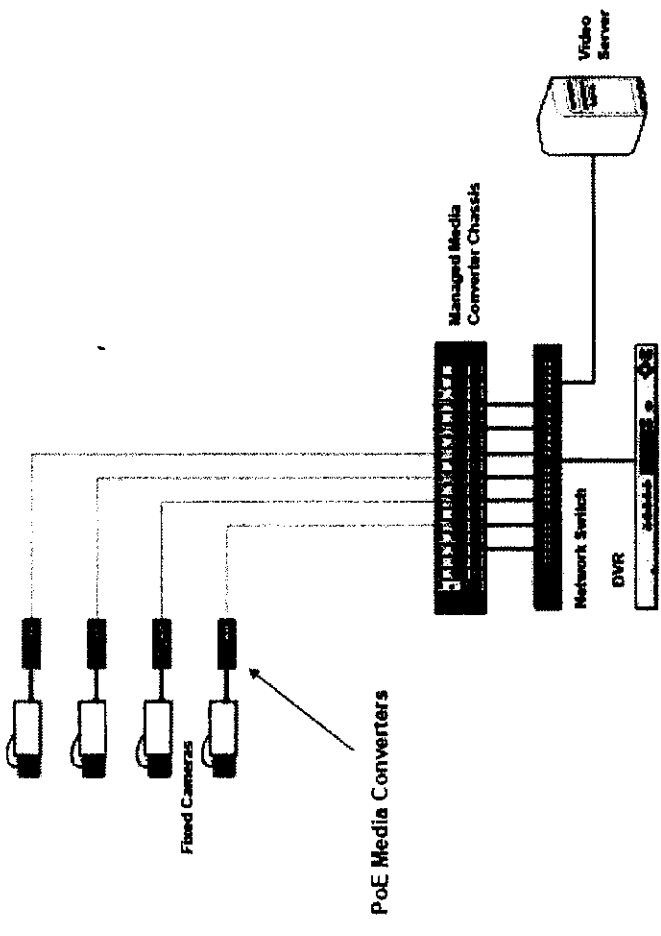 Fixed Cameras
PoE Media Converters
Managed Media
Converter Chassis
Network Switch
DVR
Video
Server